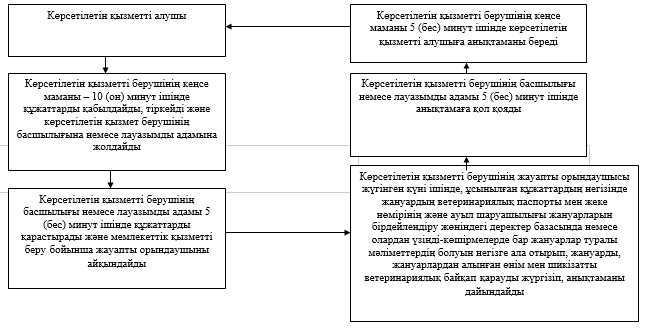 Көрсетілетін қызметті алушы
Көрсетілетін қызметті берушінің кеңсе
маманы – 10 (он) минут ішінде
құжаттарды қабылдайды, тіркейді және
көрсетілетін қызмет берушінің
басшылығына немесе лауазымды адамына
жолдайды
Көрсетілетін қызметті берушінің
басшылығы немесе лауазымды адамы 5
(бес) минут ішінде құжаттарды
қарастырады және мемлекеттік қызметті
беру бойынша жауапты орындаушыны
айқындайды
Көрсетілетін қызметті берушінің жауапты орындаушысы
жүгінген күні ішінде, ұсынылған құжаттардың негізінде
жануардың ветеринариялық паспорты мен жеке
нөмірінің және ауыл шаруашылығы жануарларын
бірдейлендіру жөніндегі деректер базасында немесе
олардан үзінді-көшірмелерде бар жануарлар туралы
мәліметтердің болуын негізге ала отырып, жануарды,
жануарлардан алынған өнім мен шикізатты
ветеринариялық байқап қарауды жүргізіп, анықтаманы
дайындайды
Көрсетілетін қызметті берушінің басшылығы
немесе лауазымды адамы 5 (бес) минут ішінде
анықтамаға қол қояды
Көрсетілетін қызметті берушінің кеңсе
маманы 5 (бес) минут ішінде көрсетілетін
қызметті алушыға анықтаманы береді